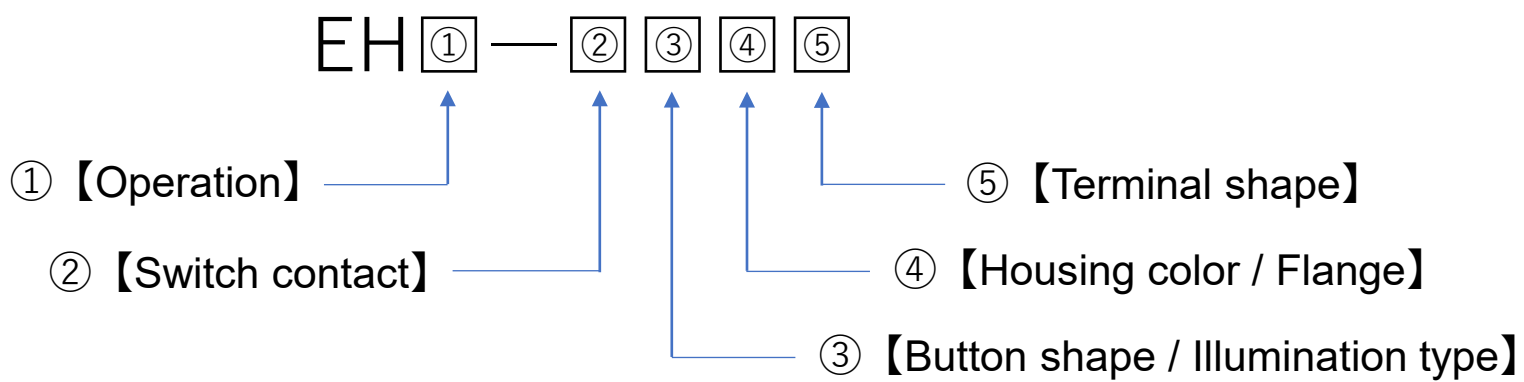 EH① — ②③④⑤
①【Operation】
⑤【Terminal shape】
②【Switch contact】
④【Housing color / Flange】
③【Button shape / Illumination type】